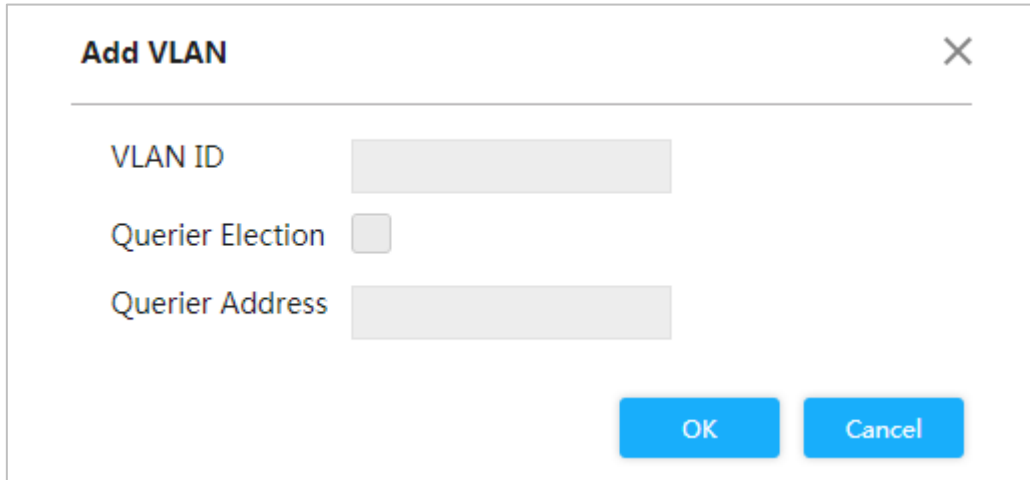 Add VLAN
VLAN ID
Querier Election
Querier Address
OK Cancel